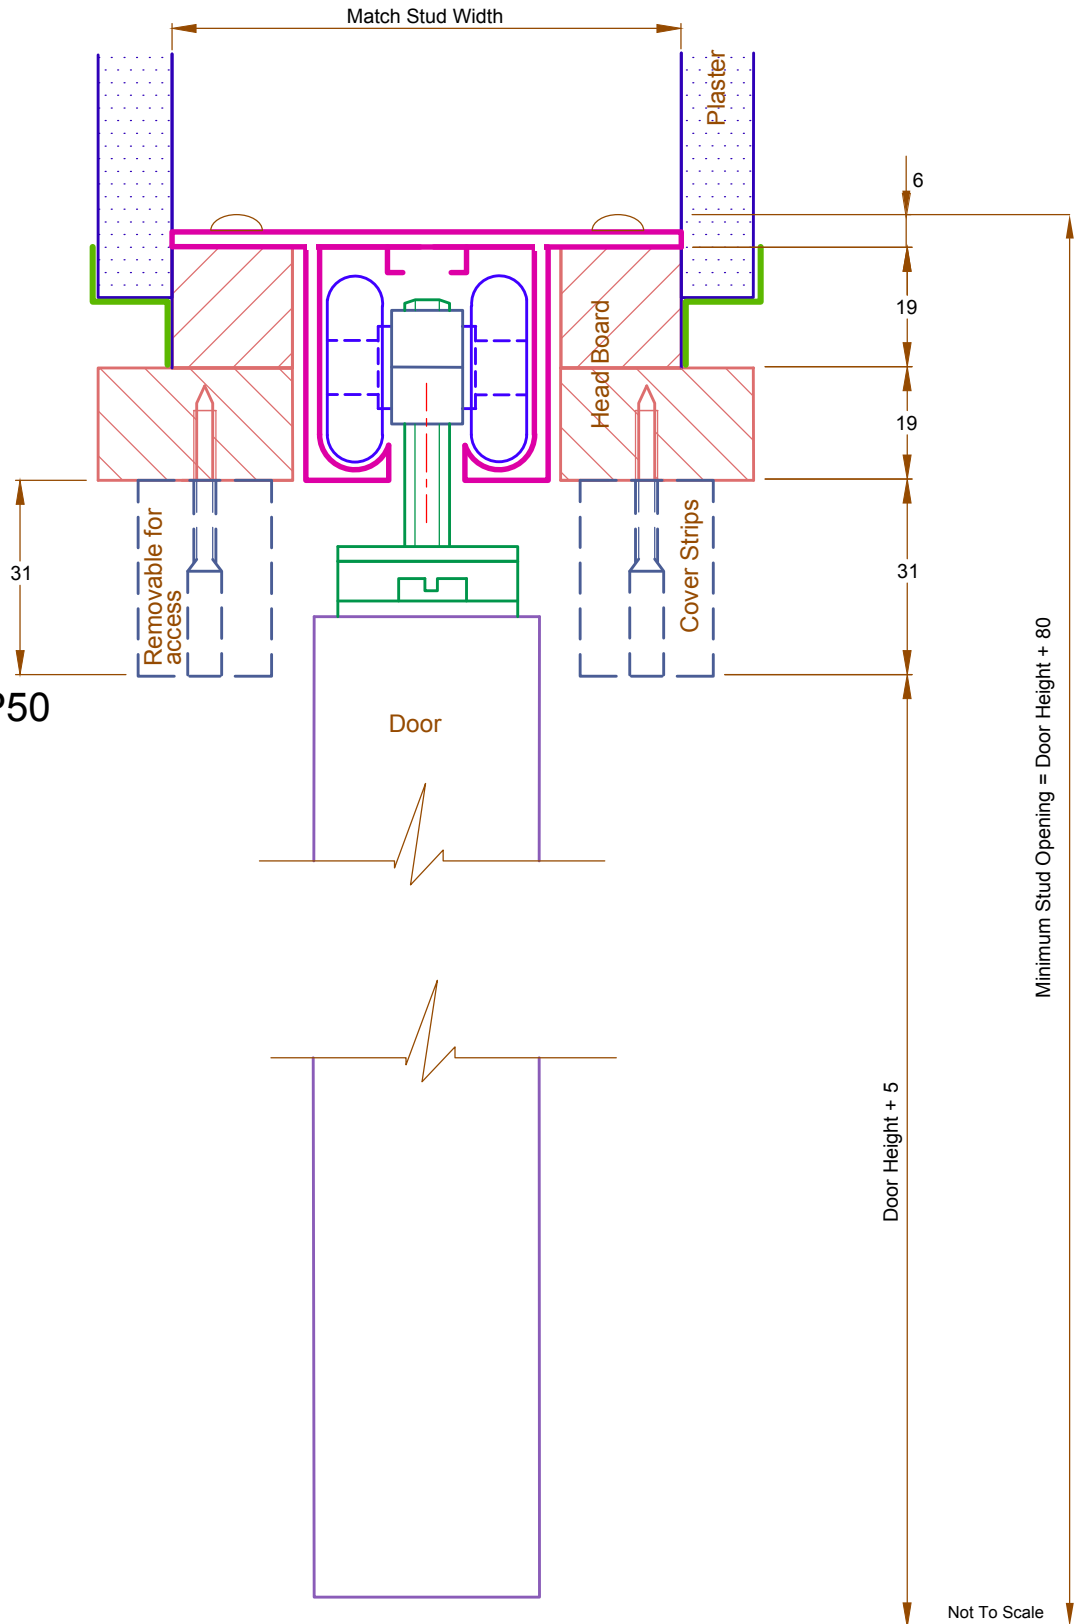 Match Stud Width
Plaster
6
19
Head Board
19
31
Removable for
access
Cover Strips
31
P50
Door
Minimum Stud Opening = Door Height + 80
Door Height + 5
Not To Scale